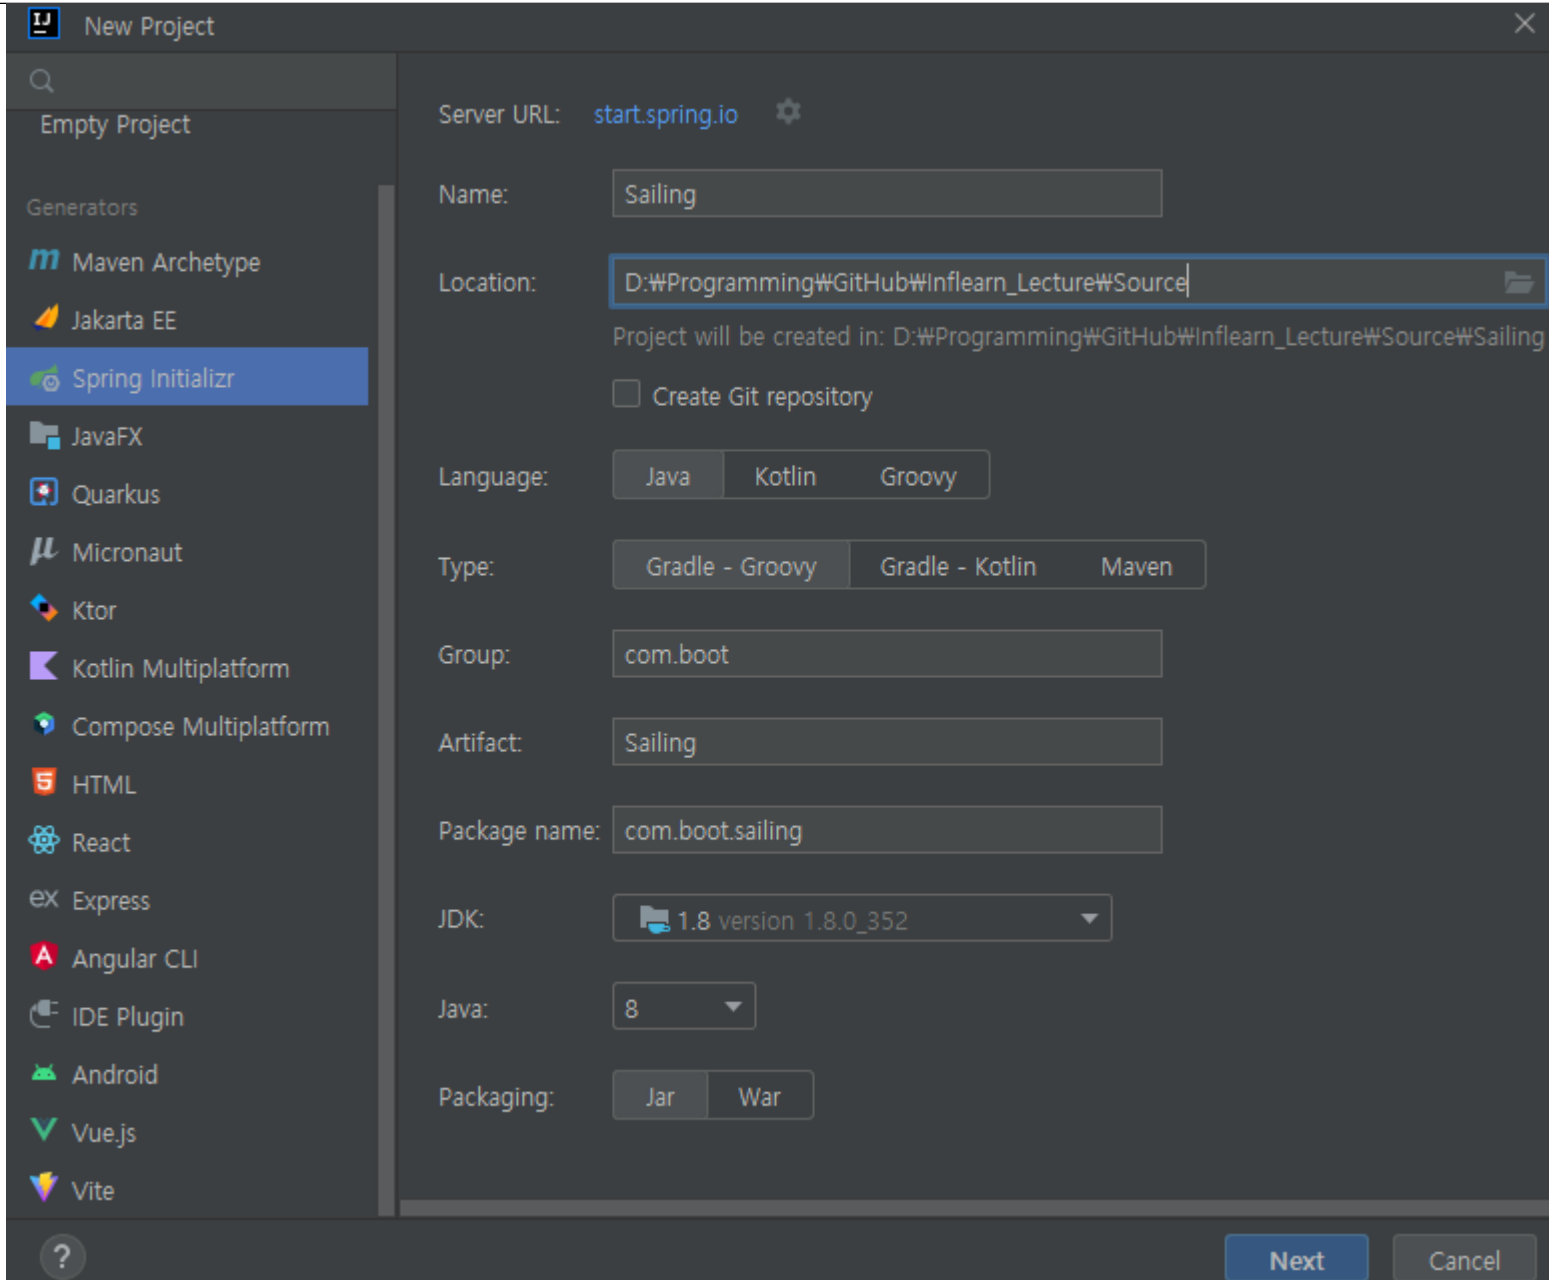 IJ New Project
Empty Project
Generators
m Maven Archetype
Jakarta EE
Spring Initializr
JavaFX
Quarkus
μ Micronaut
Ktor
Kotlin Multiplatform
Compose Multiplatform
5 HTML
React
ex Express
A Angular CLI
IDE Plugin
Android
Vue.js
Vite
?
Server URL: start.spring.io
Name: Sailing
Location: D:₩Programming₩GitHub₩Inflearn_Lecture₩Source
Project will be created in: D:₩Programming₩GitHub₩Inflearn_Lecture₩Source₩Sailing
Create Git repository
Language: Java Kotlin Groovy
Type: Gradle - Groovy Gradle - Kotlin Maven
Group: com.boot
Artifact: Sailing
Package name: com.boot.sailing
JDK: 1.8 version 1.8.0_352
Java: 8
Packaging: Jar War
Next Cancel